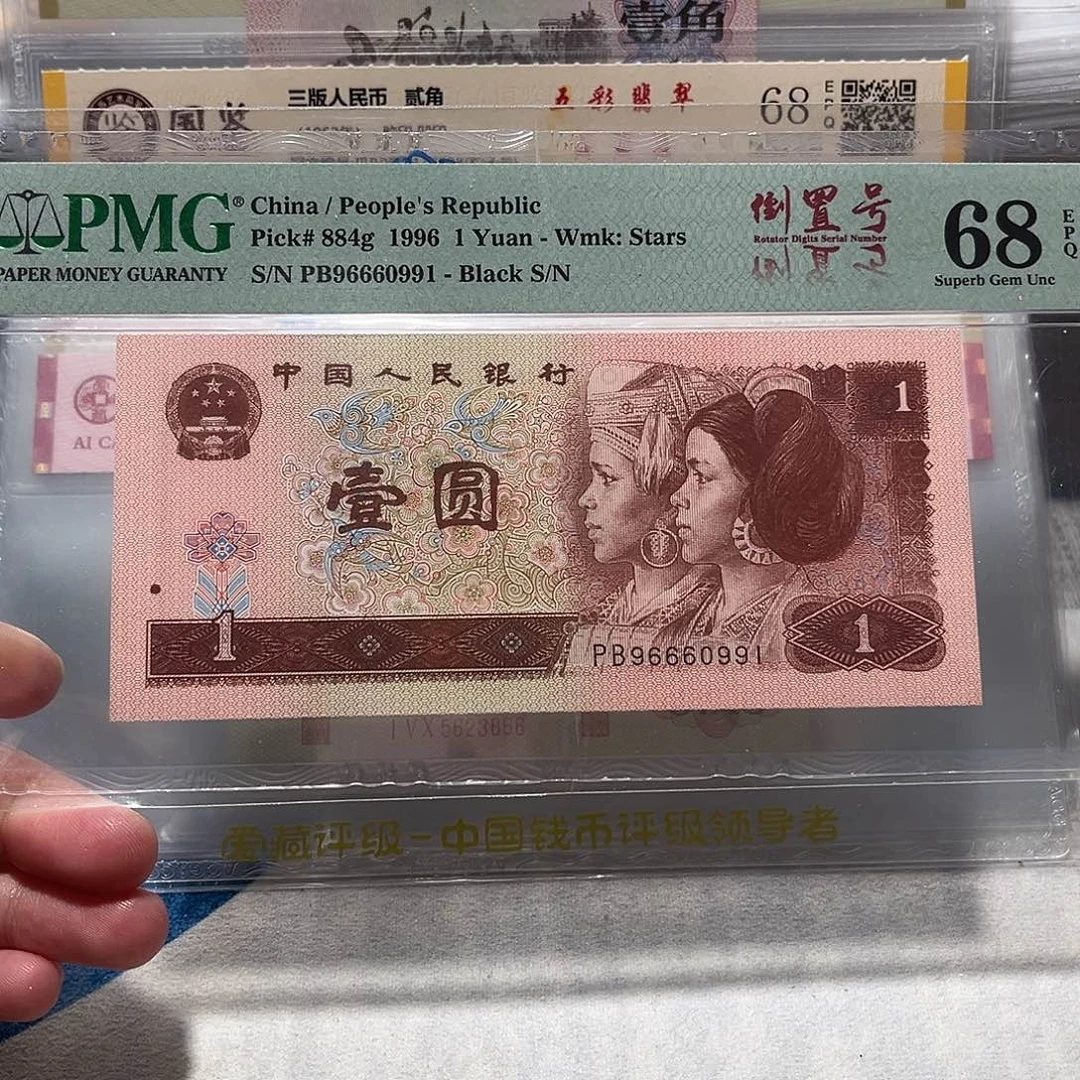 壹角
三版人民币 贰角
五彩翡翠
68
EPQ
PMG®
PAPER MONEY GUARANTY
China / People's Republic
Pick# 884g 1996 1 Yuan - Wmk: Stars
S/N PB96660991 - Black S/N
倒置号
Rotator Digits Serial Number
68
EPQ
Superb Gem Unc
中国人民银行
1
壹圆
1
PB96660991
1
IVX5623666
爱藏评级-中国钱币评级领导者